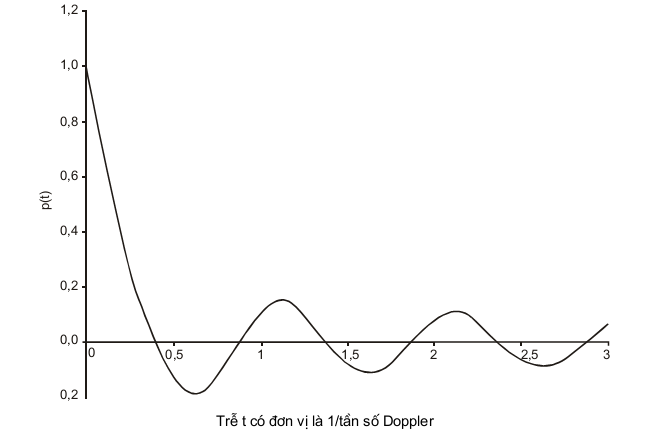 1,2
1,0
0,8
0,6
p(t)
0,4
0,2
0,0
0 0,5 1 1,5 2 2,5 3
0,2
Trễ t có đơn vị là 1/tần số Doppler